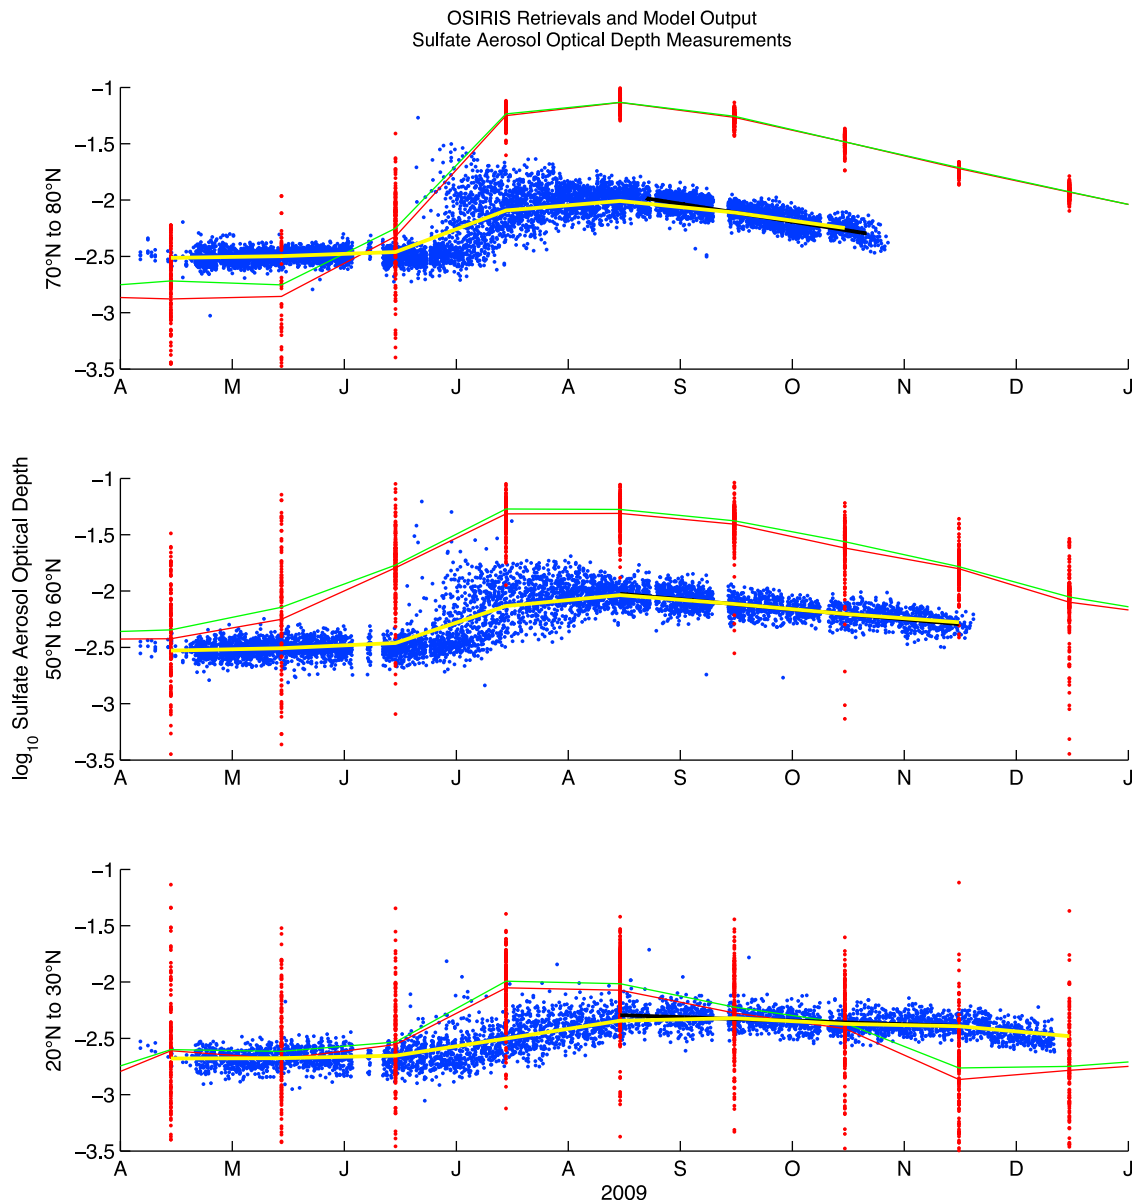 OSIRIS Retrievals and Model Output
Sulfate Aerosol Optical Depth Measurements
−1
−1.5
−2
−2.5
−3
−3.5
70°N to 80°N
A M J J A S O N D J
log₁₀ Sulfate Aerosol Optical Depth
−1
−1.5
−2
−2.5
−3
−3.5
50°N to 60°N
A M J J A S O N D J
−1
−1.5
−2
−2.5
−3
−3.5
20°N to 30°N
A M J J A S O N D J
2009